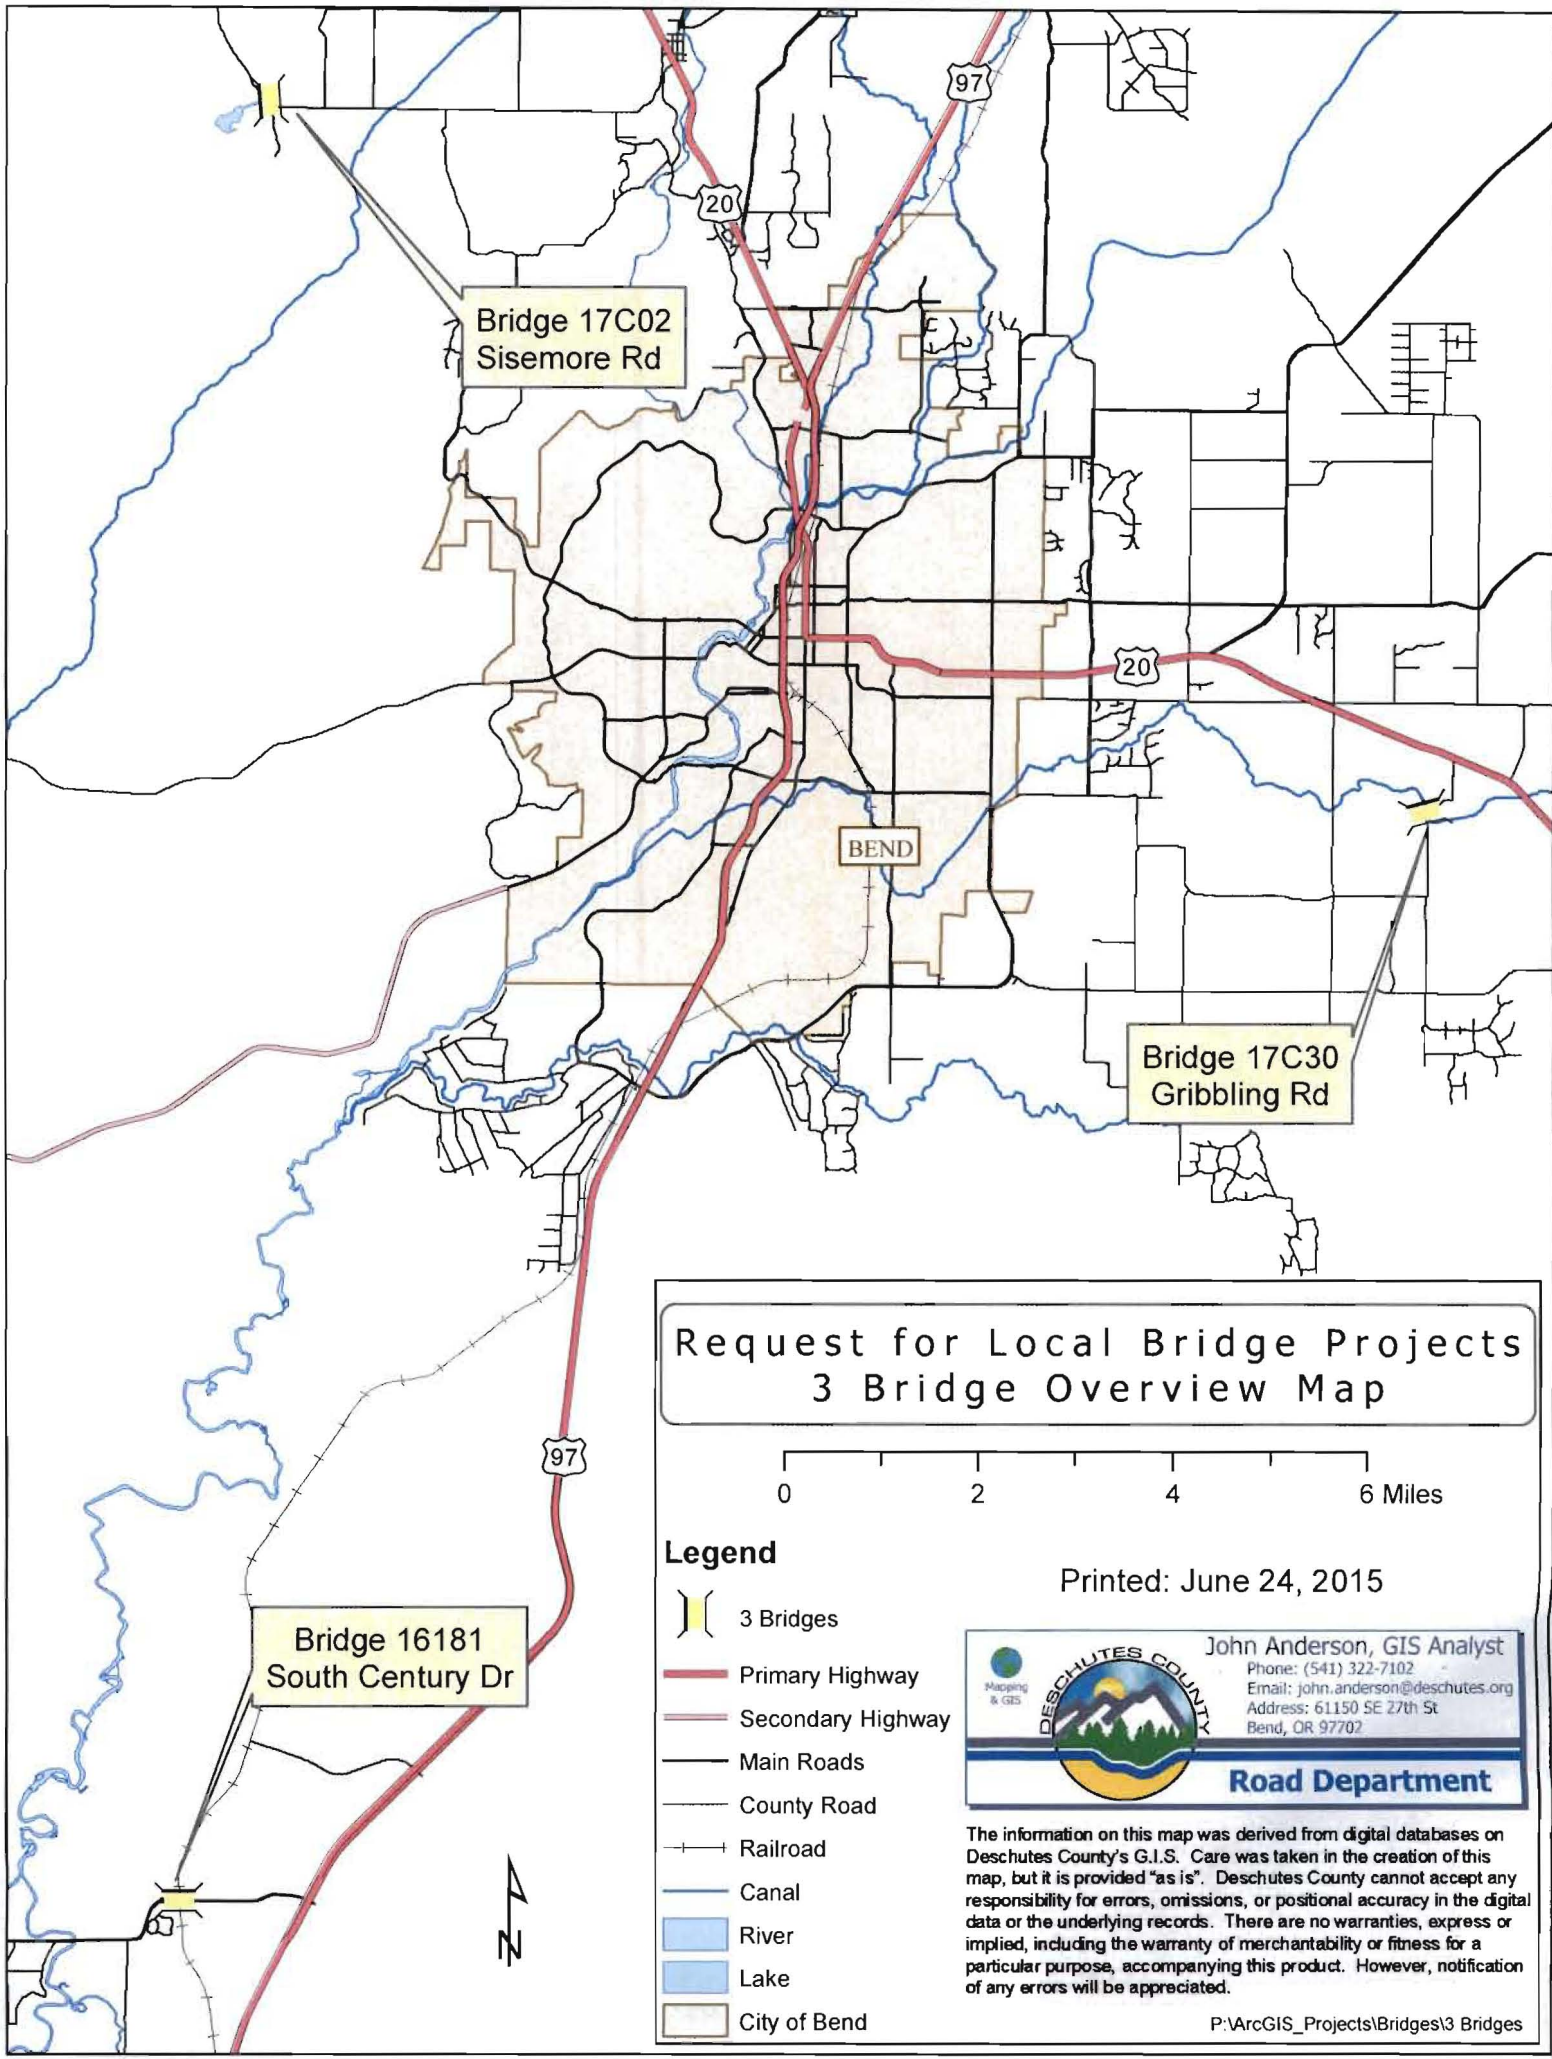 97
20
Bridge 17C02
Sisemore Rd
20
BEND
Bridge 17C30
Gribbling Rd
Request for Local Bridge Projects
3 Bridge Overview Map
0 2 4 6 Miles
97
Legend
Printed: June 24, 2015
3 Bridges
Primary Highway
Secondary Highway
Main Roads
County Road
Railroad
Canal
River
Lake
City of Bend
Bridge 16181
South Century Dr
N
Mapping
& GIS
DESCHUTES COUNTY
John Anderson, GIS Analyst
Phone: (541) 322-7102
Email: john.anderson@deschutes.org
Address: 61150 SE 27th St
Bend, OR 97702
Road Department
The information on this map was derived from digital databases on
Deschutes County's G.I.S. Care was taken in the creation of this
map, but it is provided "as is". Deschutes County cannot accept any
responsibility for errors, omissions, or positional accuracy in the digital
data or the underlying records. There are no warranties, express or
implied, including the warranty of merchantability or fitness for a
particular purpose, accompanying this product. However, notification
of any errors will be appreciated.
P:\ArcGIS_Projects\Bridges\3 Bridges